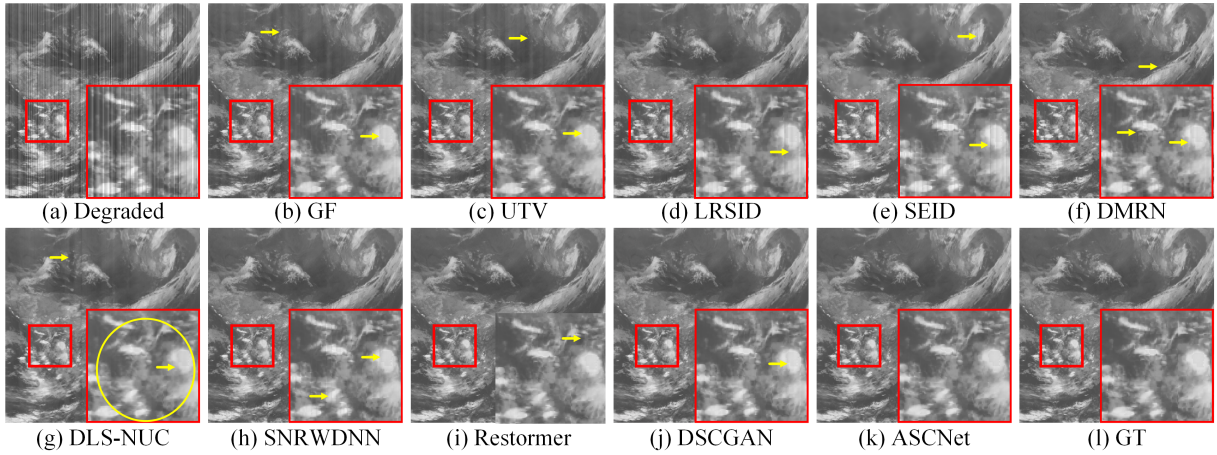 (a) Degraded
(b) GF
(c) UTV
(d) LRSID
(e) SEID
(f) DMRN
(g) DLS-NUC
(h) SNRWDNN
(i) Restormer
(j) DSCGAN
(k) ASCNet
(l) GT